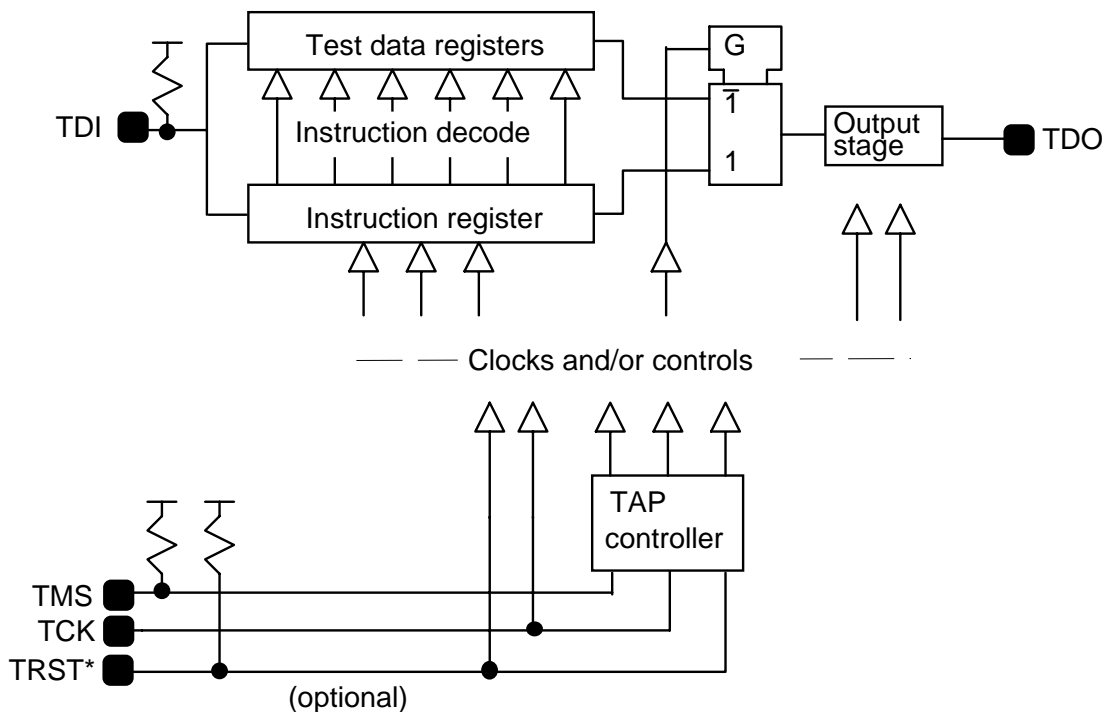 Test data registers
G
1̅
TDI
Instruction decode
Output
stage
TDO
1
Instruction register
Clocks and/or controls
TAP
controller
TMS
TCK
TRST*
(optional)